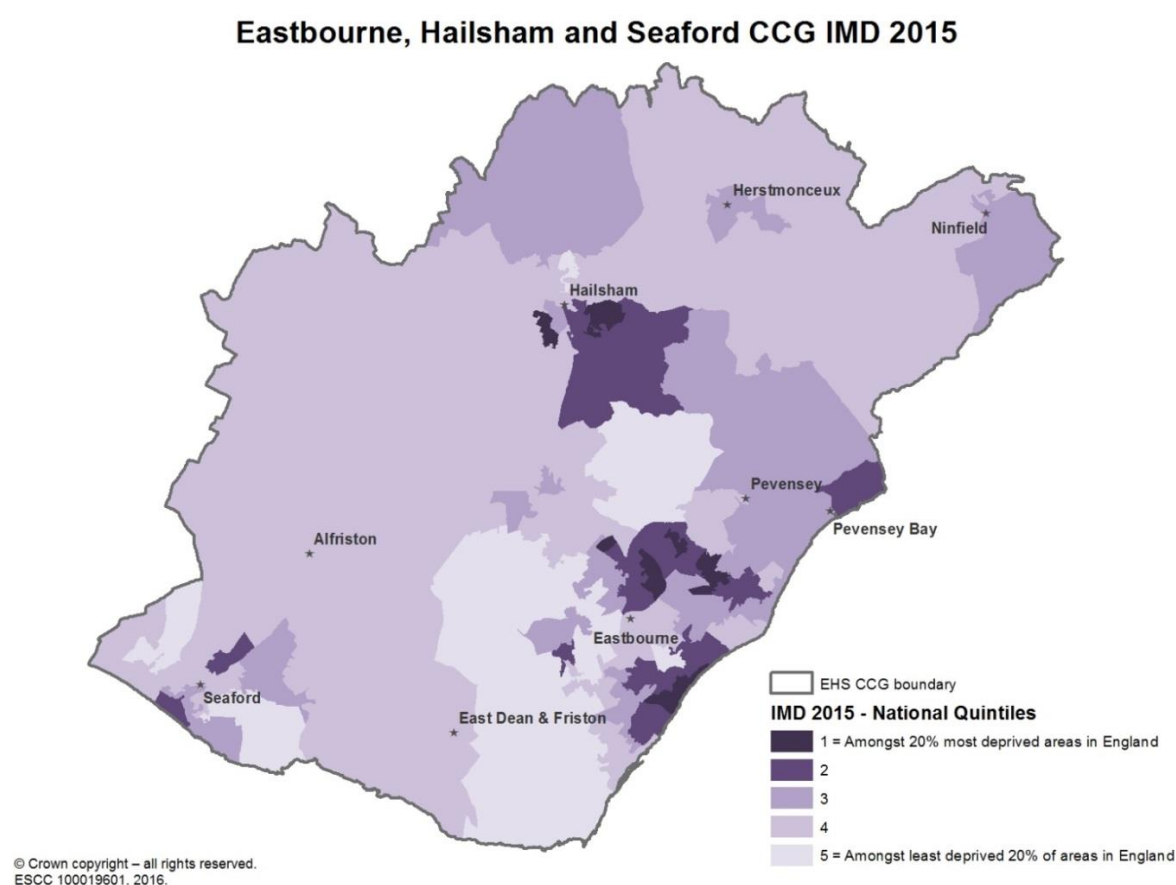 Eastbourne, Hailsham and Seaford CCG IMD 2015
Herstmonceux
Ninfield
Hailsham
Pevensey
Pevensey Bay
Alfriston
Eastbourne
Seaford
East Dean & Friston
EHS CCG boundary
IMD 2015 - National Quintiles
1 = Amongst 20% most deprived areas in England
2
3
4
5 = Amongst least deprived 20% of areas in England
© Crown copyright – all rights reserved.
ESCC 100019601, 2016.